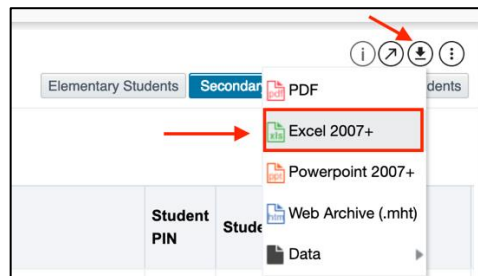 Elementary Students Secondar dents
PDF
Excel 2007+
Powerpoint 2007+
Web Archive (.mht)
Data
Student PIN
Stude